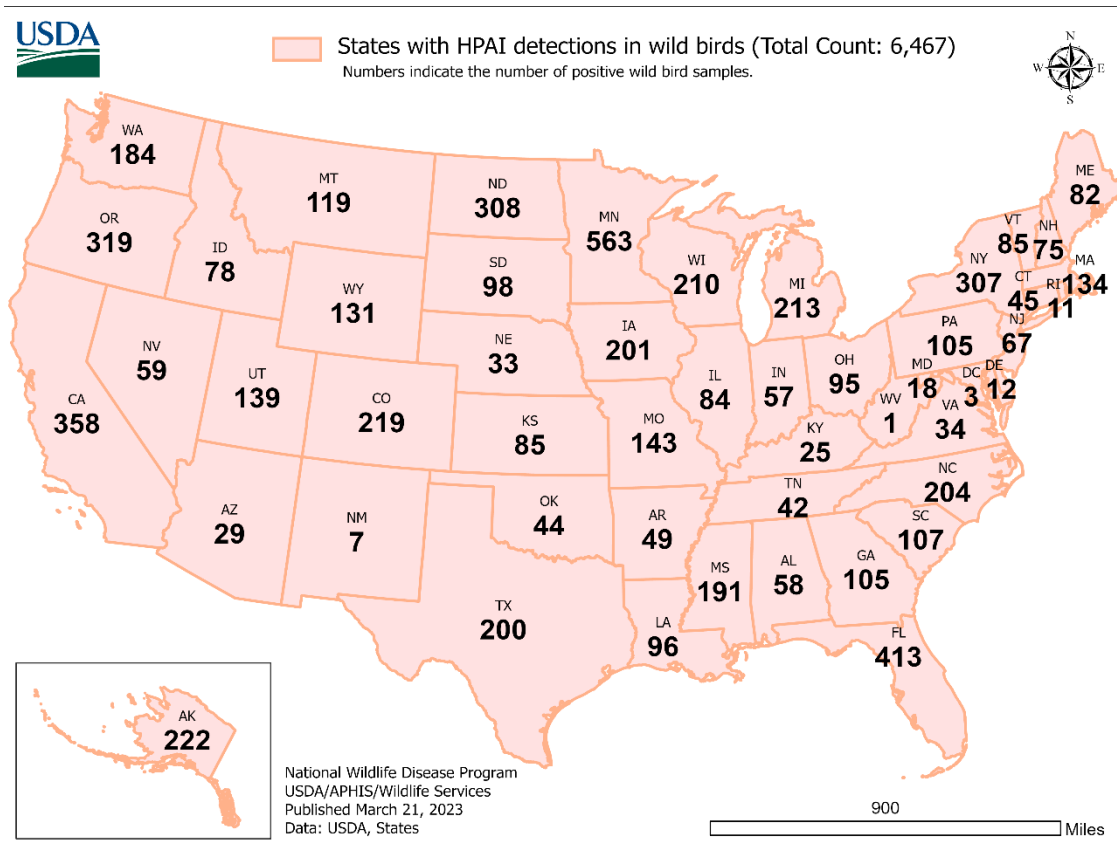 USDA
States with HPAI detections in wild birds (Total Count: 6,467)
Numbers indicate the number of positive wild bird samples.
N
W
E
S
WA
184
MT
119
ND
308
MN
563
ME
82
OR
319
ID
78
SD
98
WI
210
MI
213
VT
85
NH
75
NY
307
MA
134
CT
45
RI
11
WY
131
NV
59
UT
139
CO
219
NE
33
IA
201
IL
84
IN
57
OH
95
PA
105
NJ
67
MD
18
DC
3
DE
12
WV
1
VA
34
CA
358
KS
85
MO
143
KY
25
NC
204
TN
42
AZ
29
NM
7
OK
44
AR
49
SC
107
MS
191
AL
58
GA
105
TX
200
LA
96
FL
413
AK
222
National Wildlife Disease Program
USDA/APHIS/Wildlife Services
Published March 21, 2023
Data: USDA, States
900
Miles